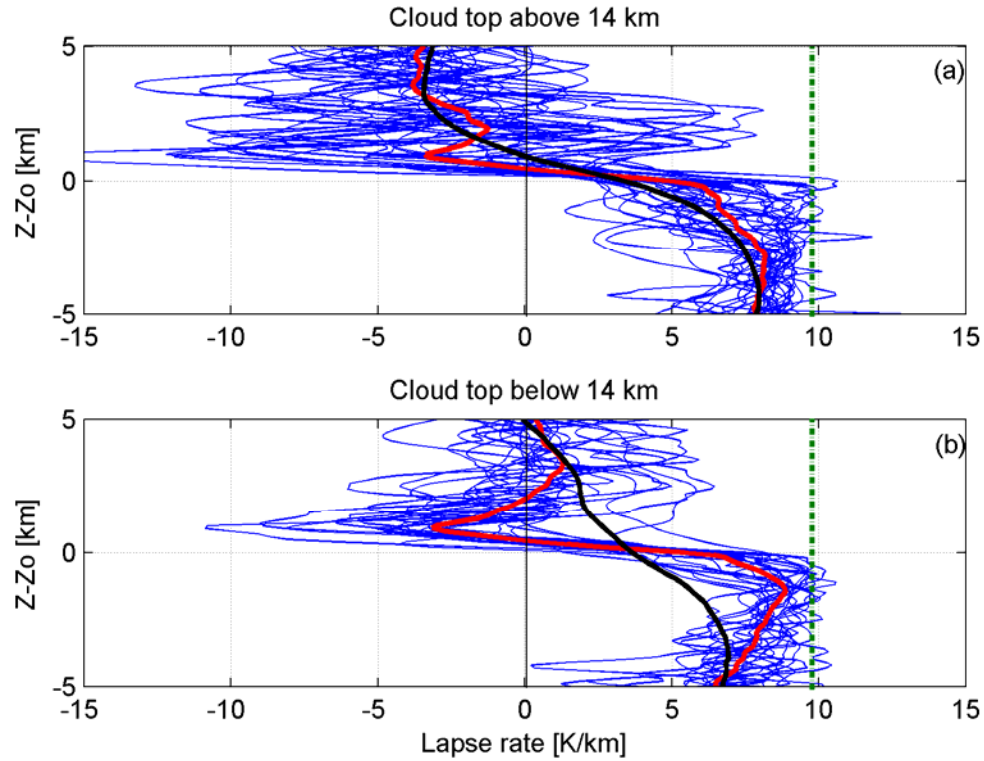 Cloud top above 14 km
(a)
Z-Zo [km]
5
0
-5
-15 -10 -5 0 5 10 15
Cloud top below 14 km
(b)
Z-Zo [km]
5
0
-5
-15 -10 -5 0 5 10 15
Lapse rate [K/km]